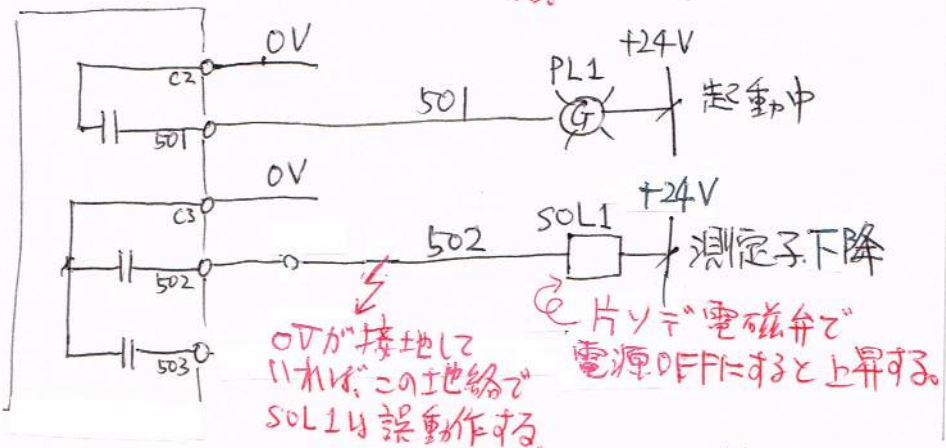 0V
C2
+24V
PL1
501
G
起動中
501
0V
C3
+24V
SOL1
502
測定子下降
502
503
0Vが接地して
いれば、この地絡で
SOL1は誤動作する。
片ソデ電磁弁で
電源OFFにすると上昇する。